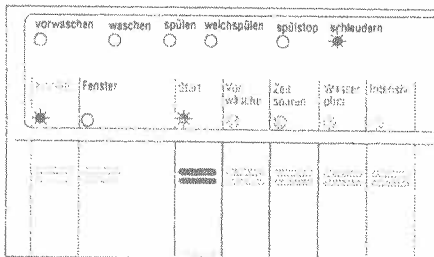 vorwaschen waschen spülen weichspülen spülstop schleudern
Fenster Start Vor Zeit Wasser Intensiv
wäsche sparen plus